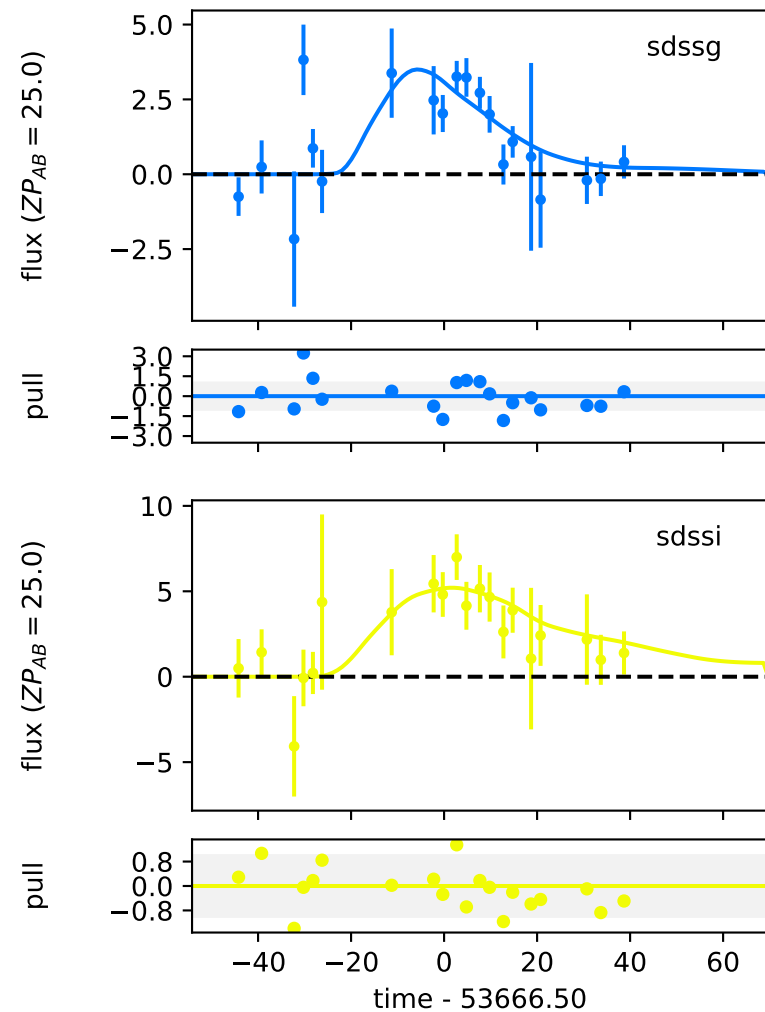 sdssg
flux (ZP_AB = 25.0)
5.0
2.5
0.0
−2.5
pull
3.0
1.5
0.0
−1.5
−3.0
sdssi
flux (ZP_AB = 25.0)
10
5
0
−5
pull
0.8
0.0
−0.8
−40 −20 0 20 40 60
time - 53666.50